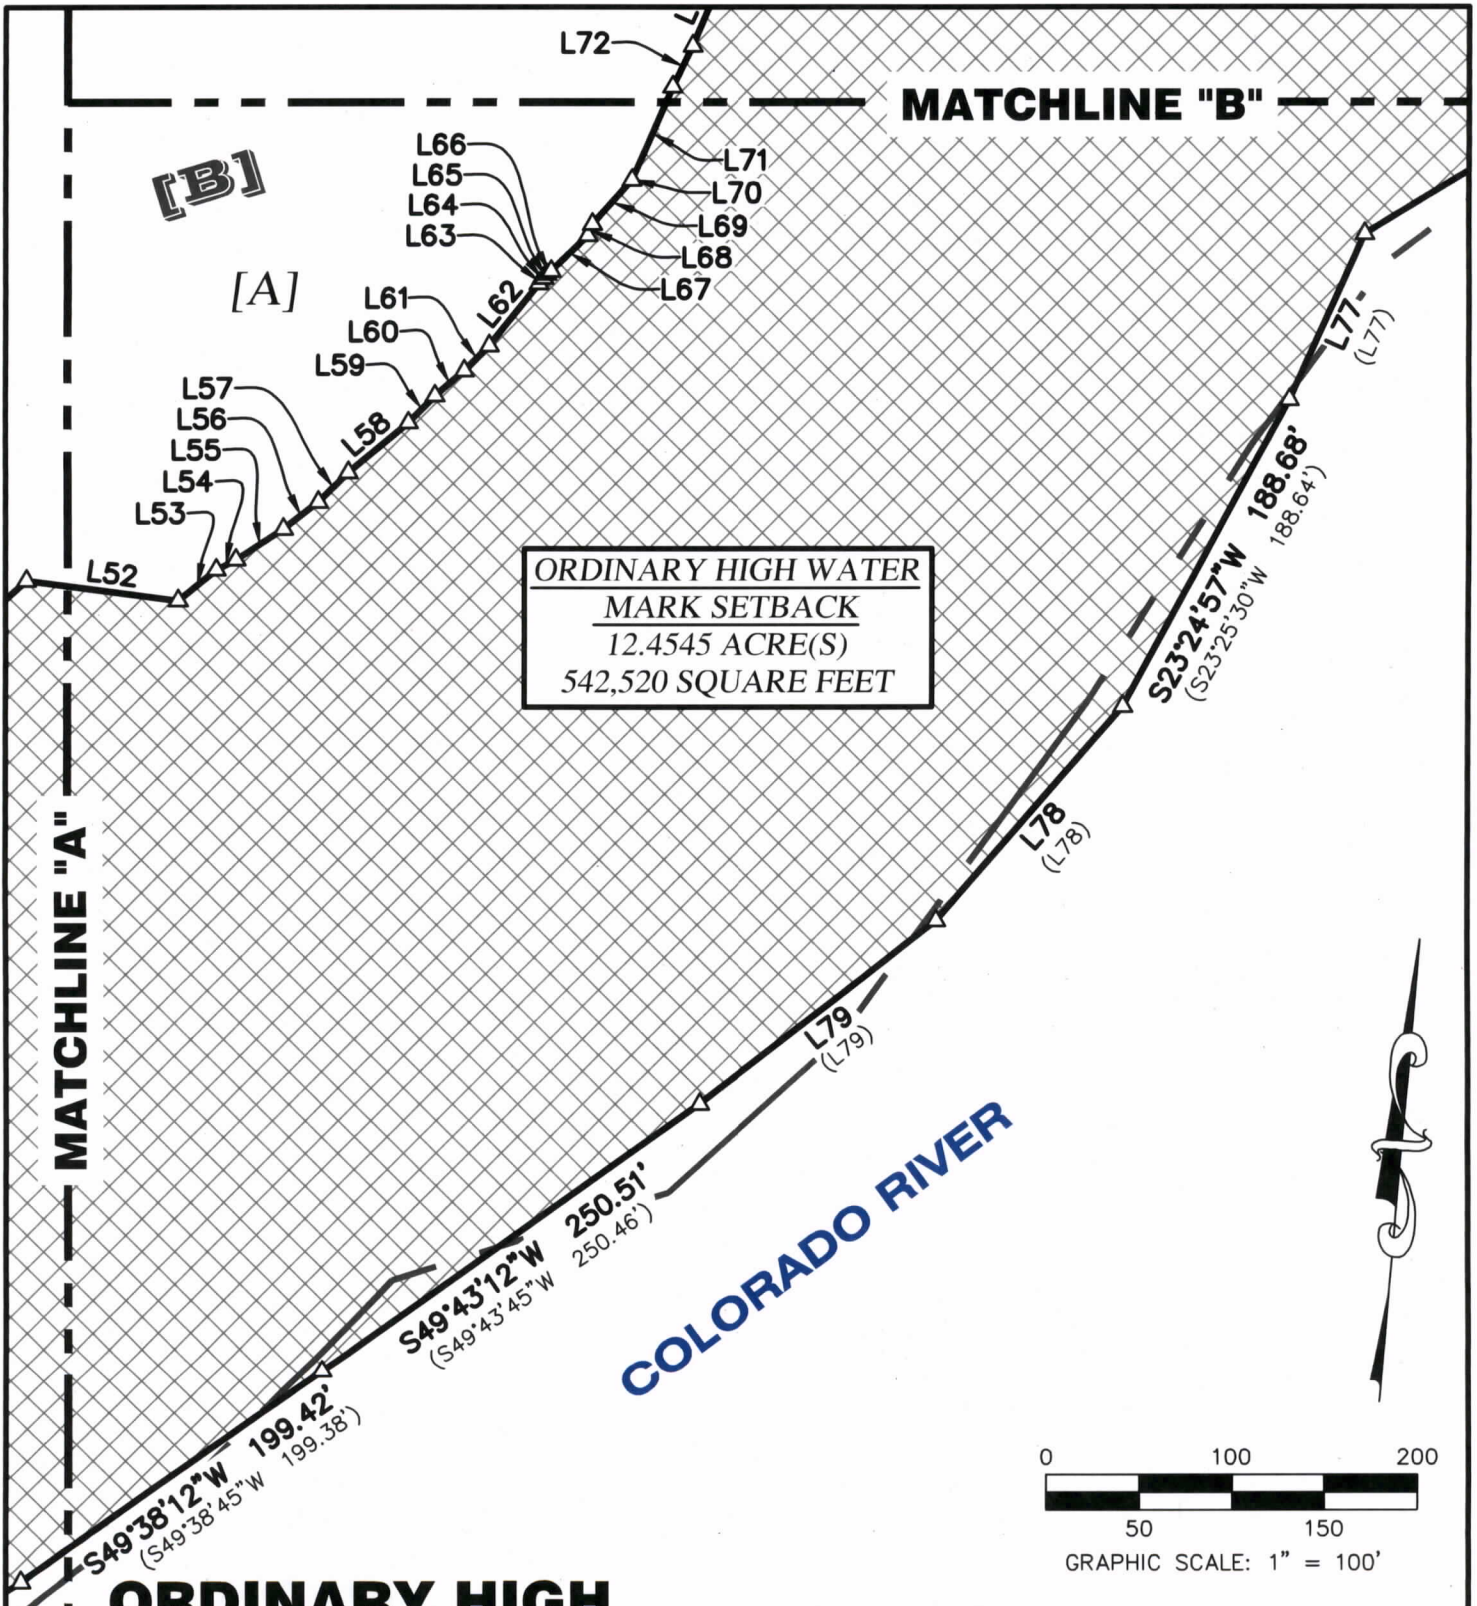 L
L72
MATCHLINE "B"
L66
L65
L64
L63
L71
L70
L69
L68
L67
[B]
[A]
L62
L61
L60
L59
L58
L57
L56
L55
L54
L53
L52
L77
(L77)
ORDINARY HIGH WATER
MARK SETBACK
12.4545 ACRE(S)
542,520 SQUARE FEET
S23°24'57"W 188.68'
(S23°25'30"W 188.64')
L78
(L78)
MATCHLINE "A"
L79
(L79)
COLORADO RIVER
S49°43'12"W 250.51'
(S49°43'45"W 250.46')
S49°38'12"W 199.42'
(S49°38'45"W 199.38')
0 100 200
50 150
GRAPHIC SCALE: 1" = 100'
ORDINARY HIGH